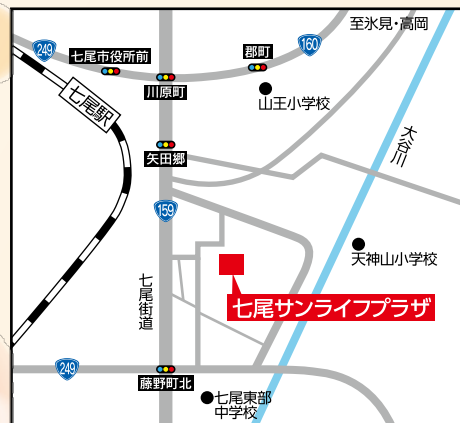 至氷見・高岡
249
160
七尾市役所前
郡町
七尾駅
川原町
山王小学校
矢田郷
大谷川
159
天神山小学校
七尾街道
七尾サンライフプラザ
249
藤野町北
七尾東部
中学校